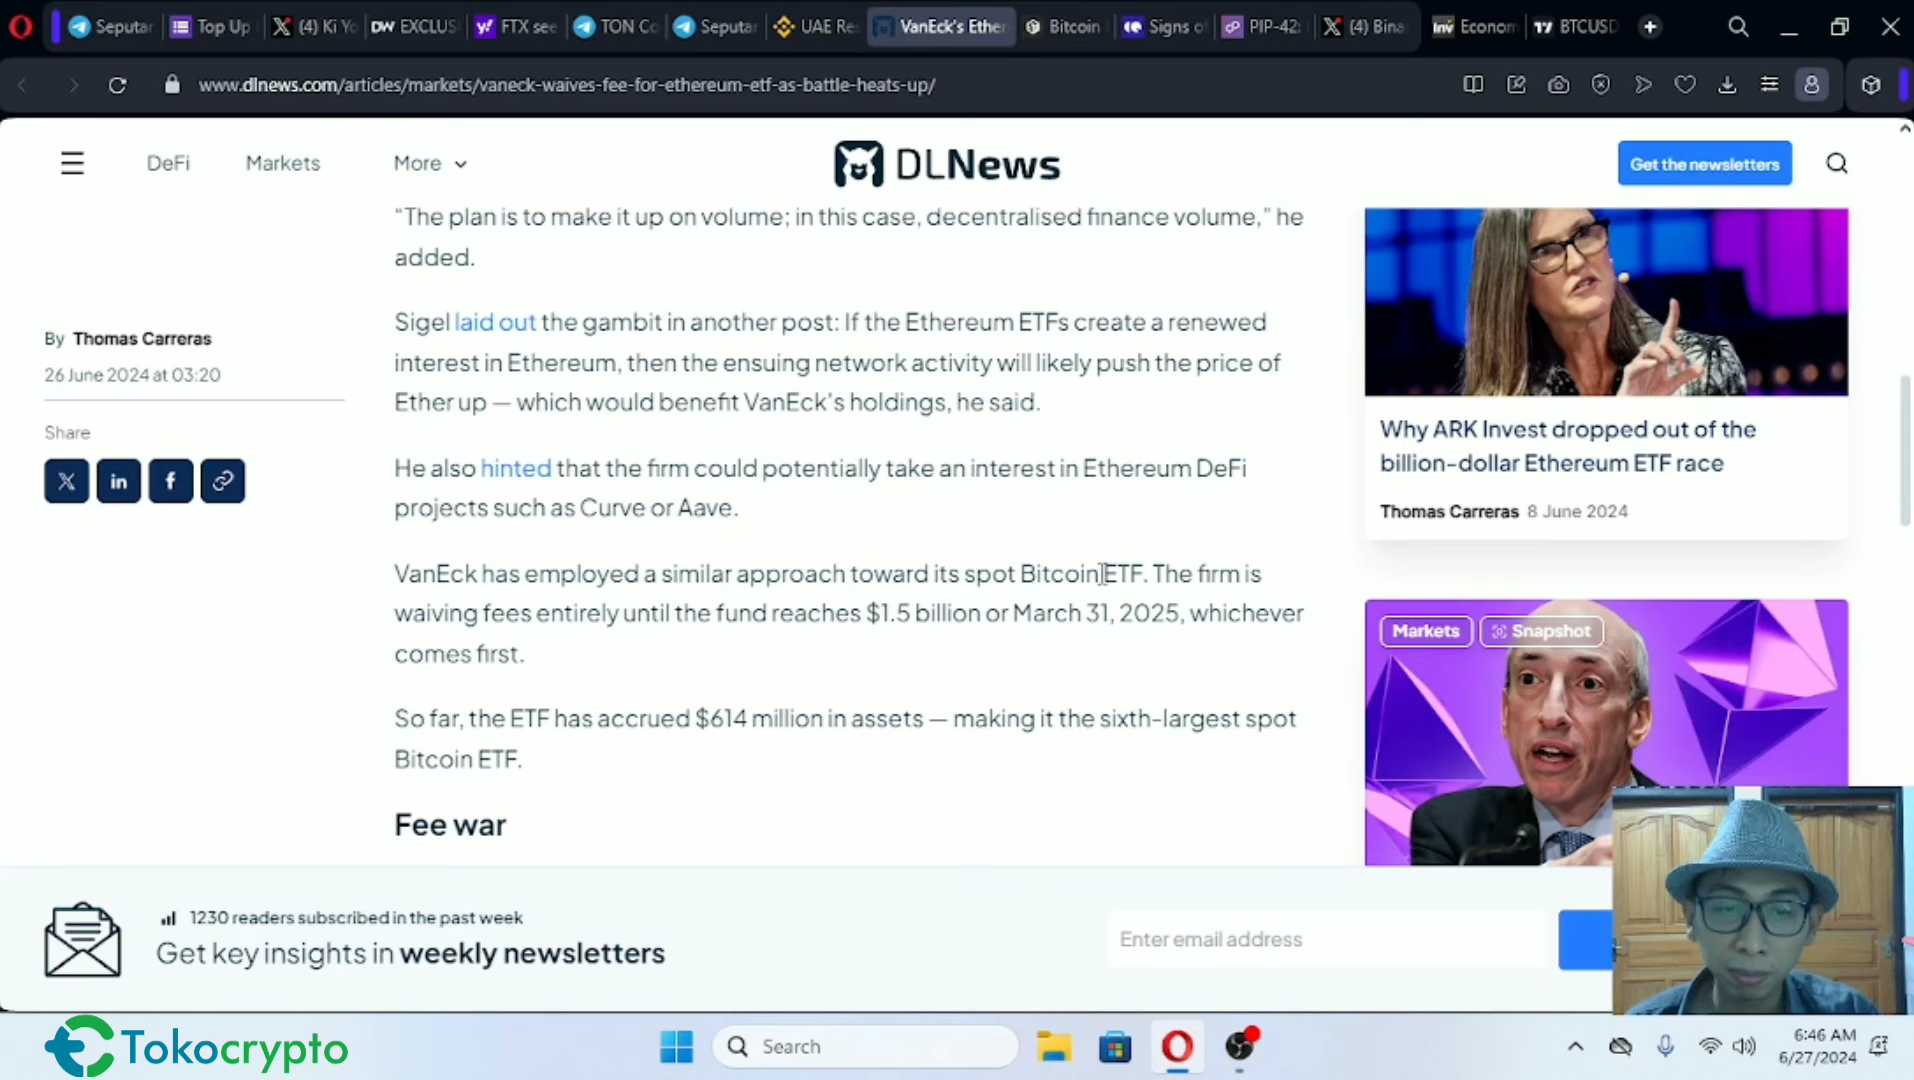 Seputar
Top Up
(4) Ki Yo
DW EXCLUS
FTX see
TON Co
Seputar
UAE Re
VanEck's Ether
Bitcoin
Signs of
PIP-42:
(4) Bina
Inv Econom
BTCUSD
www.dlnews.com/articles/markets/vaneck-waives-fee-for-ethereum-etf-as-battle-heats-up/
DeFi
Markets
More
DLNews
Get the newsletters
“The plan is to make it up on volume; in this case, decentralised finance volume,” he
added.
Sigel laid out the gambit in another post: If the Ethereum ETFs create a renewed
interest in Ethereum, then the ensuing network activity will likely push the price of
Ether up — which would benefit VanEck's holdings, he said.
He also hinted that the firm could potentially take an interest in Ethereum DeFi
projects such as Curve or Aave.
VanEck has employed a similar approach toward its spot Bitcoin ETF. The firm is
waiving fees entirely until the fund reaches $1.5 billion or March 31, 2025, whichever
comes first.
So far, the ETF has accrued $614 million in assets — making it the sixth-largest spot
Bitcoin ETF.
Fee war
By Thomas Carreras
26 June 2024 at 03:20
Share
Why ARK Invest dropped out of the
billion-dollar Ethereum ETF race
Thomas Carreras 8 June 2024
Markets
Snapshot
1230 readers subscribed in the past week
Get key insights in weekly newsletters
Enter email address
Tokocrypto
Search
6:46 AM
6/27/2024